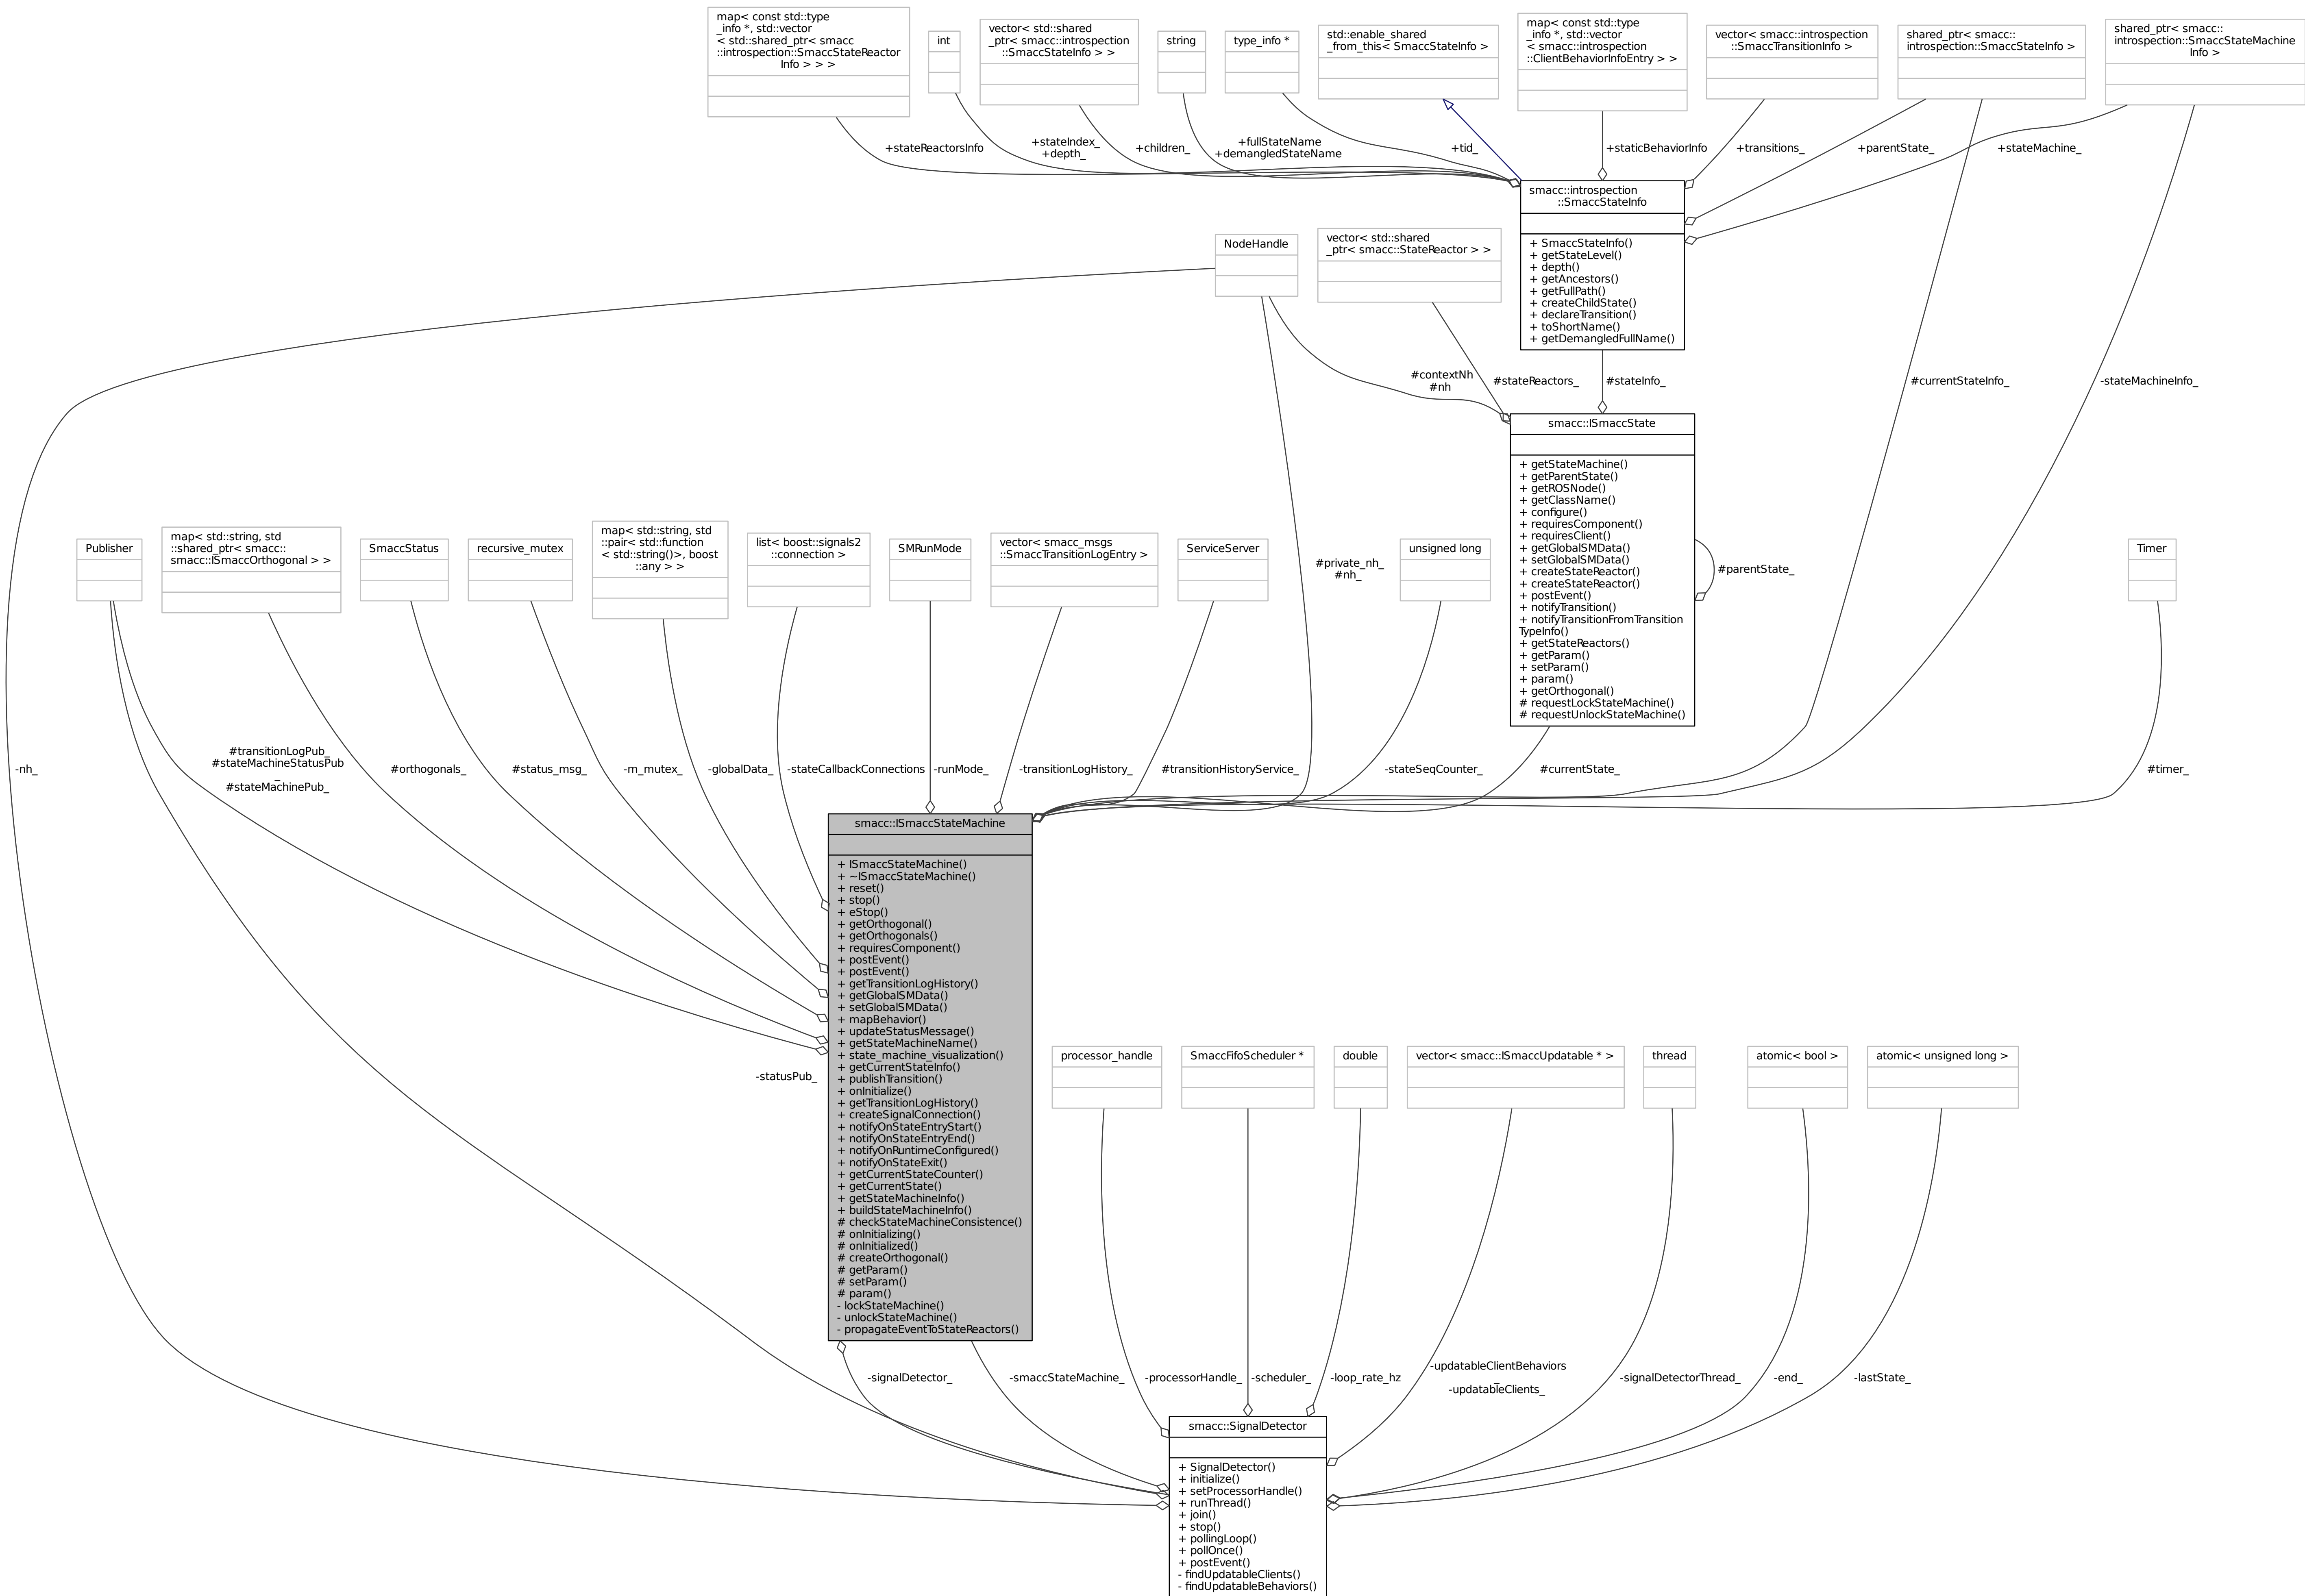 map< const std::type
_info *, std::vector
< std::shared_ptr< smacc
::introspection::SmaccStateReactor
Info > > >
int
vector< std::shared
_ptr< smacc::introspection
::SmaccStateInfo > >
string
type_info *
std::enable_shared
_from_this< SmaccStateInfo >
map< const std::type
_info *, std::vector
< smacc::introspection
::ClientBehaviorInfoEntry > >
vector< smacc::introspection
::SmaccTransitionInfo >
shared_ptr< smacc::
introspection::SmaccStateInfo >
shared_ptr< smacc::
introspection::SmaccStateMachine
Info >
+stateReactorsInfo
+stateIndex_
+depth_
+children_
+fullStateName
+demangledStateName
+tid_
+staticBehaviorInfo
+transitions_
+parentState_
+stateMachine_
smacc::introspection
::SmaccStateInfo
+ SmaccStateInfo()
+ getStateLevel()
+ depth()
+ getAncestors()
+ getFullPath()
+ createChildState()
+ declareTransition()
+ toShortName()
+ getDemangledFullName()
NodeHandle
vector< std::shared
_ptr< smacc::StateReactor > >
#contextNh
#nh
#stateReactors_
#stateInfo_
#currentStateInfo_
-stateMachineInfo_
smacc::ISmaccState
+ getStateMachine()
+ getParentState()
+ getROSNode()
+ getClassName()
+ configure()
+ requiresComponent()
+ requiresClient()
+ getGlobalSMData()
+ setGlobalSMData()
+ createStateReactor()
+ createStateReactor()
+ postEvent()
+ notifyTransition()
+ notifyTransitionFromTransition
TypeInfo()
+ getStateReactors()
+ getParam()
+ setParam()
+ param()
+ getOrthogonal()
# requestLockStateMachine()
# requestUnlockStateMachine()
#parentState_
Publisher
map< std::string, std
::shared_ptr< smacc::
smacc::ISmaccOrthogonal > >
SmaccStatus
recursive_mutex
map< std::string, std
::pair< std::function
< std::string()>, boost
::any > >
list< boost::signals2
::connection >
SMRunMode
vector< smacc_msgs
::SmaccTransitionLogEntry >
ServiceServer
#private_nh_
#nh_
unsigned long
Timer
-nh_
#transitionLogPub_
#stateMachineStatusPub
_
#stateMachinePub_
#orthogonals_
#status_msg_
-m_mutex_
-globalData_
-stateCallbackConnections
-runMode_
-transitionLogHistory_
#transitionHistoryService_
-stateSeqCounter_
#currentState_
#timer_
smacc::ISmaccStateMachine
+ ISmaccStateMachine()
+ ~ISmaccStateMachine()
+ reset()
+ stop()
+ eStop()
+ getOrthogonal()
+ getOrthogonals()
+ requiresComponent()
+ postEvent()
+ postEvent()
+ getTransitionLogHistory()
+ getGlobalSMData()
+ setGlobalSMData()
+ mapBehavior()
+ updateStatusMessage()
+ getStateMachineName()
+ state_machine_visualization()
+ getCurrentStateInfo()
+ publishTransition()
+ onInitialize()
+ getTransitionLogHistory()
+ createSignalConnection()
+ notifyOnStateEntryStart()
+ notifyOnStateEntryEnd()
+ notifyOnRuntimeConfigured()
+ notifyOnStateExit()
+ getCurrentStateCounter()
+ getCurrentState()
+ getStateMachineInfo()
+ buildStateMachineInfo()
# checkStateMachineConsistence()
# onInitializing()
# onInitialized()
# createOrthogonal()
# getParam()
# setParam()
# param()
- lockStateMachine()
- unlockStateMachine()
- propagateEventToStateReactors()
-statusPub_
processor_handle
SmaccFifoScheduler *
double
vector< smacc::ISmaccUpdatable * >
thread
atomic< bool >
atomic< unsigned long >
-signalDetector_
-smaccStateMachine_
-processorHandle_
-scheduler_
-loop_rate_hz
-updatableClientBehaviors
_
-updatableClients_
-signalDetectorThread_
-end_
-lastState_
smacc::SignalDetector
+ SignalDetector()
+ initialize()
+ setProcessorHandle()
+ runThread()
+ join()
+ stop()
+ pollingLoop()
+ pollOnce()
+ postEvent()
- findUpdatableClients()
- findUpdatableBehaviors()